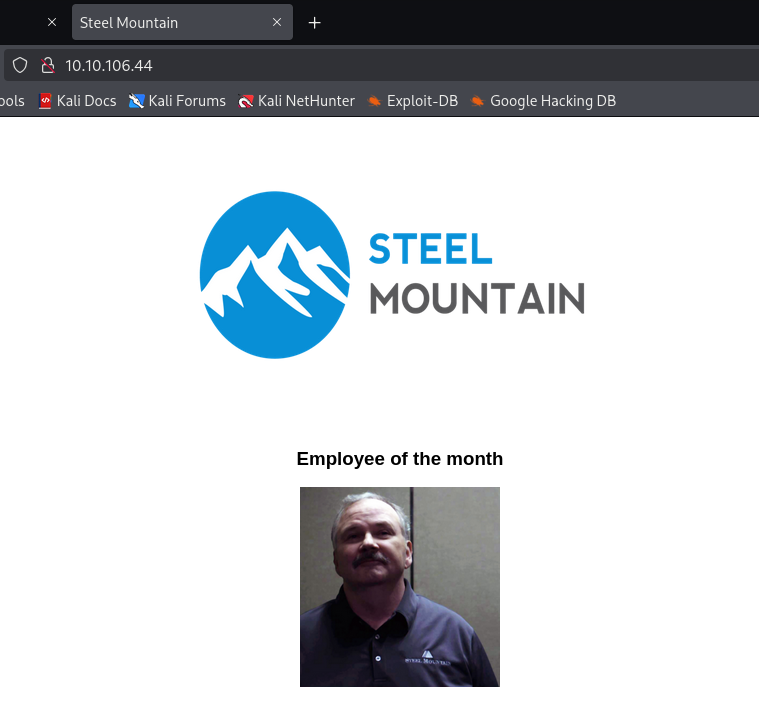 Steel Mountain
10.10.106.44
ools Kali Docs Kali Forums Kali NetHunter Exploit-DB Google Hacking DB
STEEL
MOUNTAIN
Employee of the month
STEEL MOUNTAIN